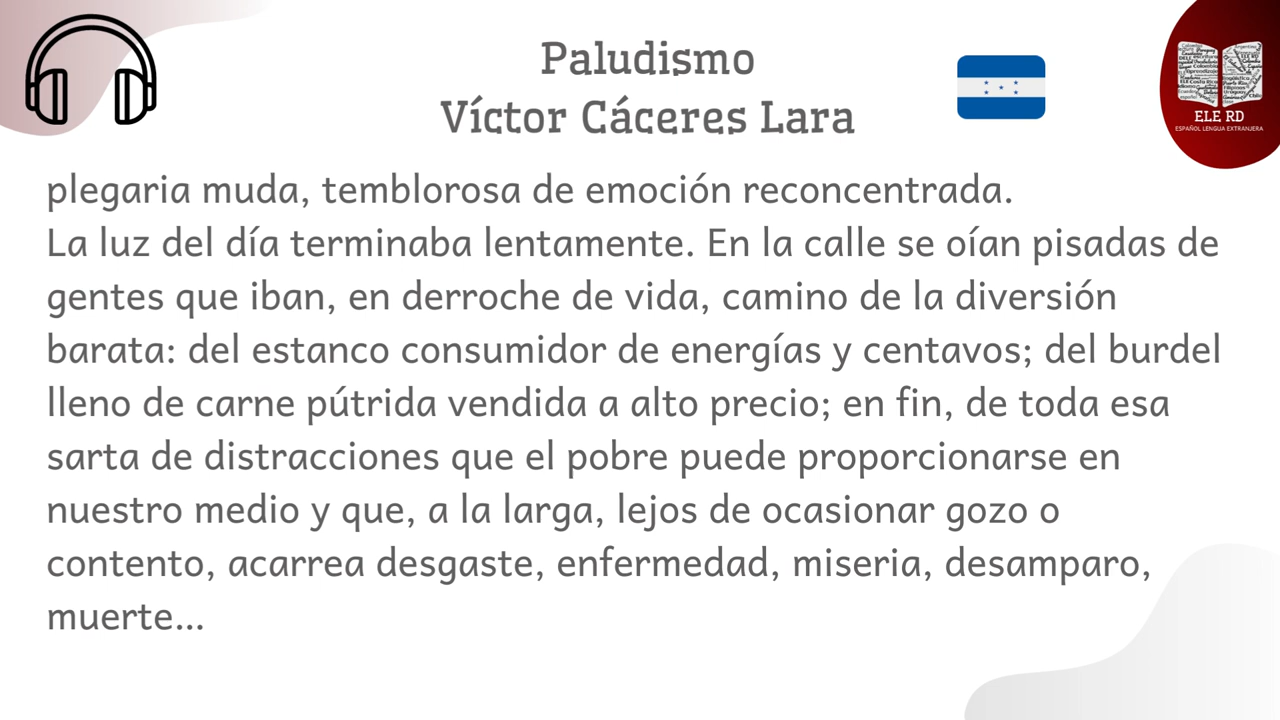 Paludismo
Víctor Cáceres Lara
ELE RD
ESPAÑOL LENGUA EXTRANJERA
plegaria muda, temblorosa de emoción reconcentrada.
La luz del día terminaba lentamente. En la calle se oían pisadas de
gentes que iban, en derroche de vida, camino de la diversión
barata: del estanco consumidor de energías y centavos; del burdel
lleno de carne pútrida vendida a alto precio; en fin, de toda esa
sarta de distracciones que el pobre puede proporcionarse en
nuestro medio y que, a la larga, lejos de ocasionar gozo o
contento, acarrea desgaste, enfermedad, miseria, desamparo,
muerte...